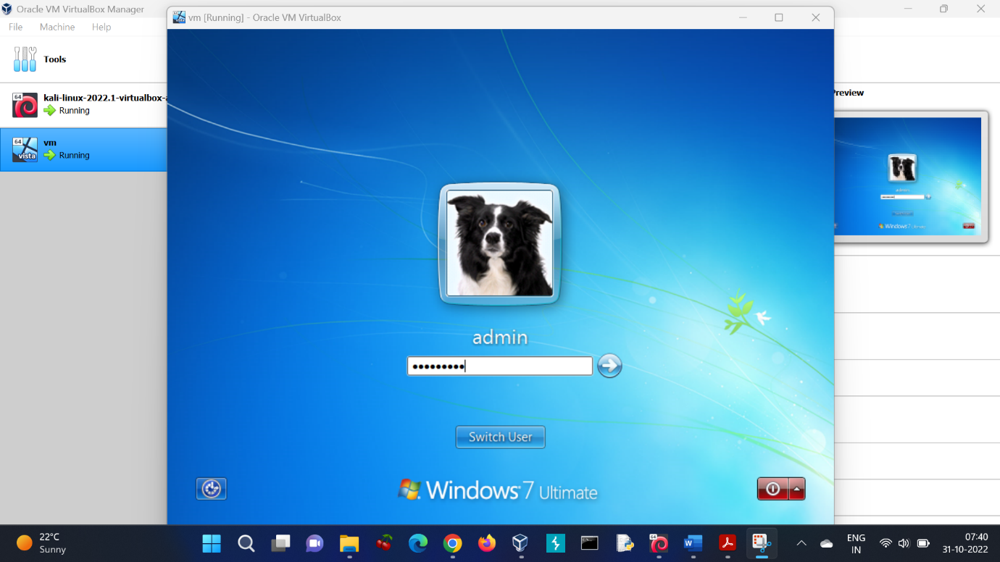 Oracle VM VirtualBox Manager
File Machine Help
Tools
64
kali-linux-2022.1-virtualbox-a
Running
64
vista
vm
Running
vm [Running] - Oracle VM VirtualBox
admin
Switch User
Windows 7 Ultimate
Preview
Windows 7
22°C
Sunny
64
ENG
IN
07:40
31-10-2022